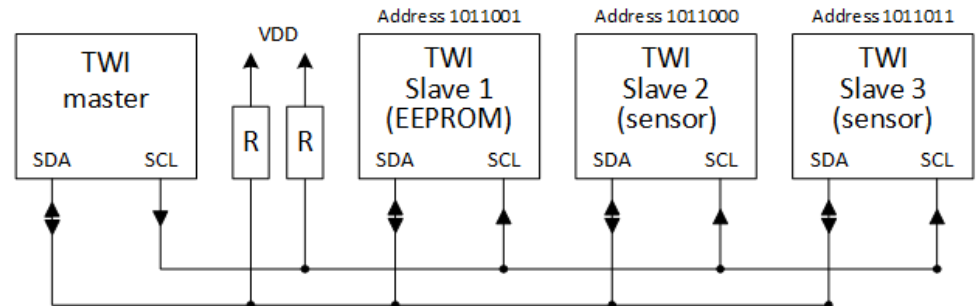 Address 1011001
Address 1011000
Address 1011011
TWI
master
SDA
SCL
VDD
R
R
TWI
Slave 1
(EEPROM)
SDA
SCL
TWI
Slave 2
(sensor)
SDA
SCL
TWI
Slave 3
(sensor)
SDA
SCL